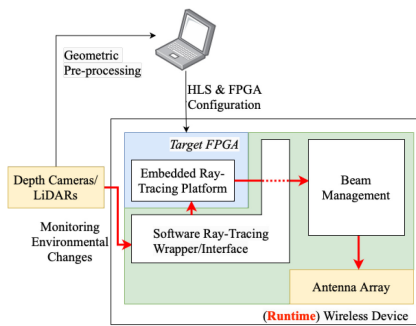 Geometric
Pre-processing
HLS & FPGA
Configuration
Target FPGA
Embedded Ray-
Tracing Platform
Beam
Management
Depth Cameras/
LiDARs
Monitoring
Environmental
Changes
Software Ray-Tracing
Wrapper/Interface
Antenna Array
(Runtime) Wireless Device